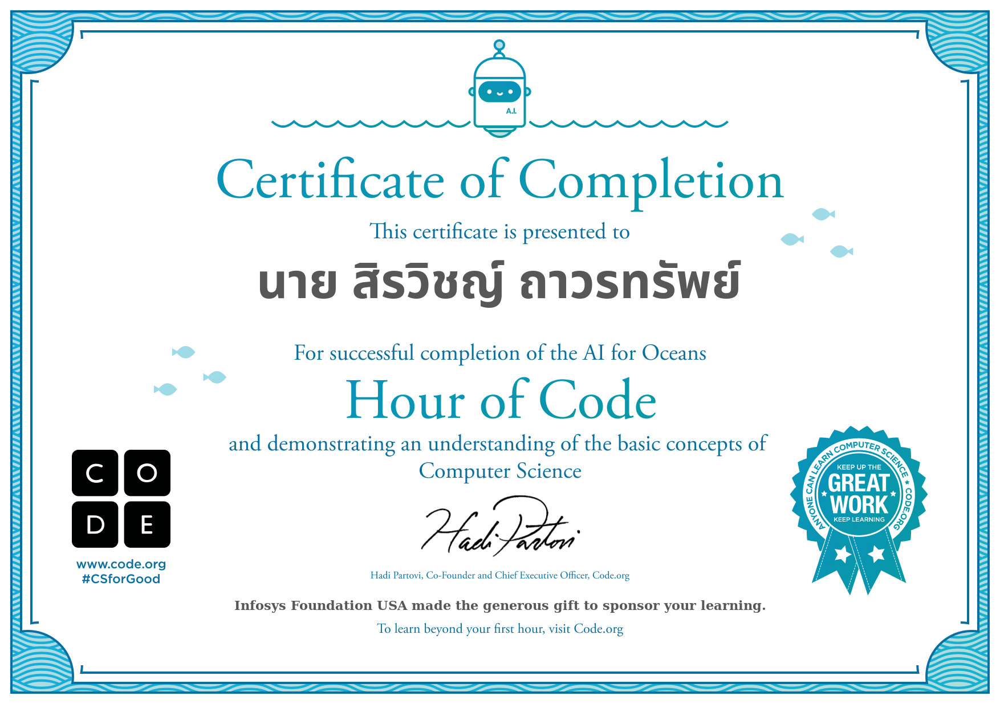 A.I.
Certificate of Completion
This certificate is presented to
นาย สิรวิชญ์ ถาวรทรัพย์
For successful completion of the AI for Oceans
Hour of Code
and demonstrating an understanding of the basic concepts of
Computer Science
C O
D E
www.code.org
#CSforGood
Hadi Partovi
Hadi Partovi, Co-Founder and Chief Executive Officer, Code.org
Infosys Foundation USA made the generous gift to sponsor your learning.
To learn beyond your first hour, visit Code.org
ANYONE CAN LEARN COMPUTER SCIENCE ★ CODE.ORG
KEEP UP THE
GREAT
WORK
KEEP LEARNING